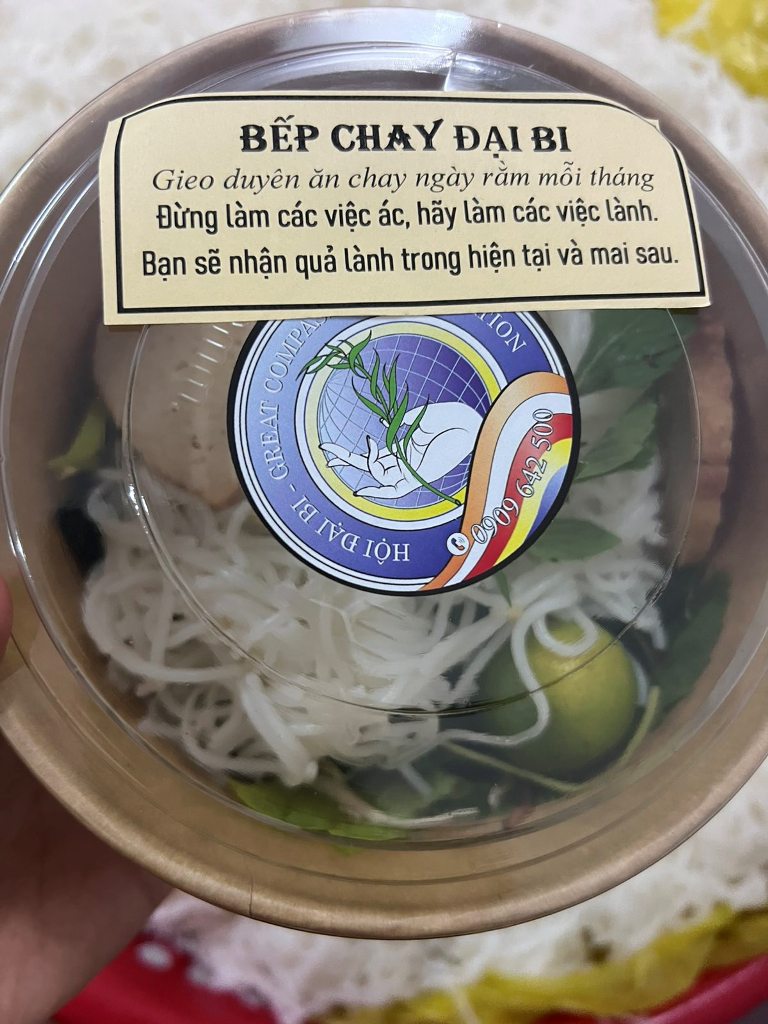 BẾP CHAY ĐẠI BI
Gieo duyên ăn chay ngày rằm mỗi tháng
Đừng làm các việc ác, hãy làm các việc lành.
Bạn sẽ nhận quả lành trong hiện tại và mai sau.
HỘI ĐẠI BI - GREAT
0909 642 500